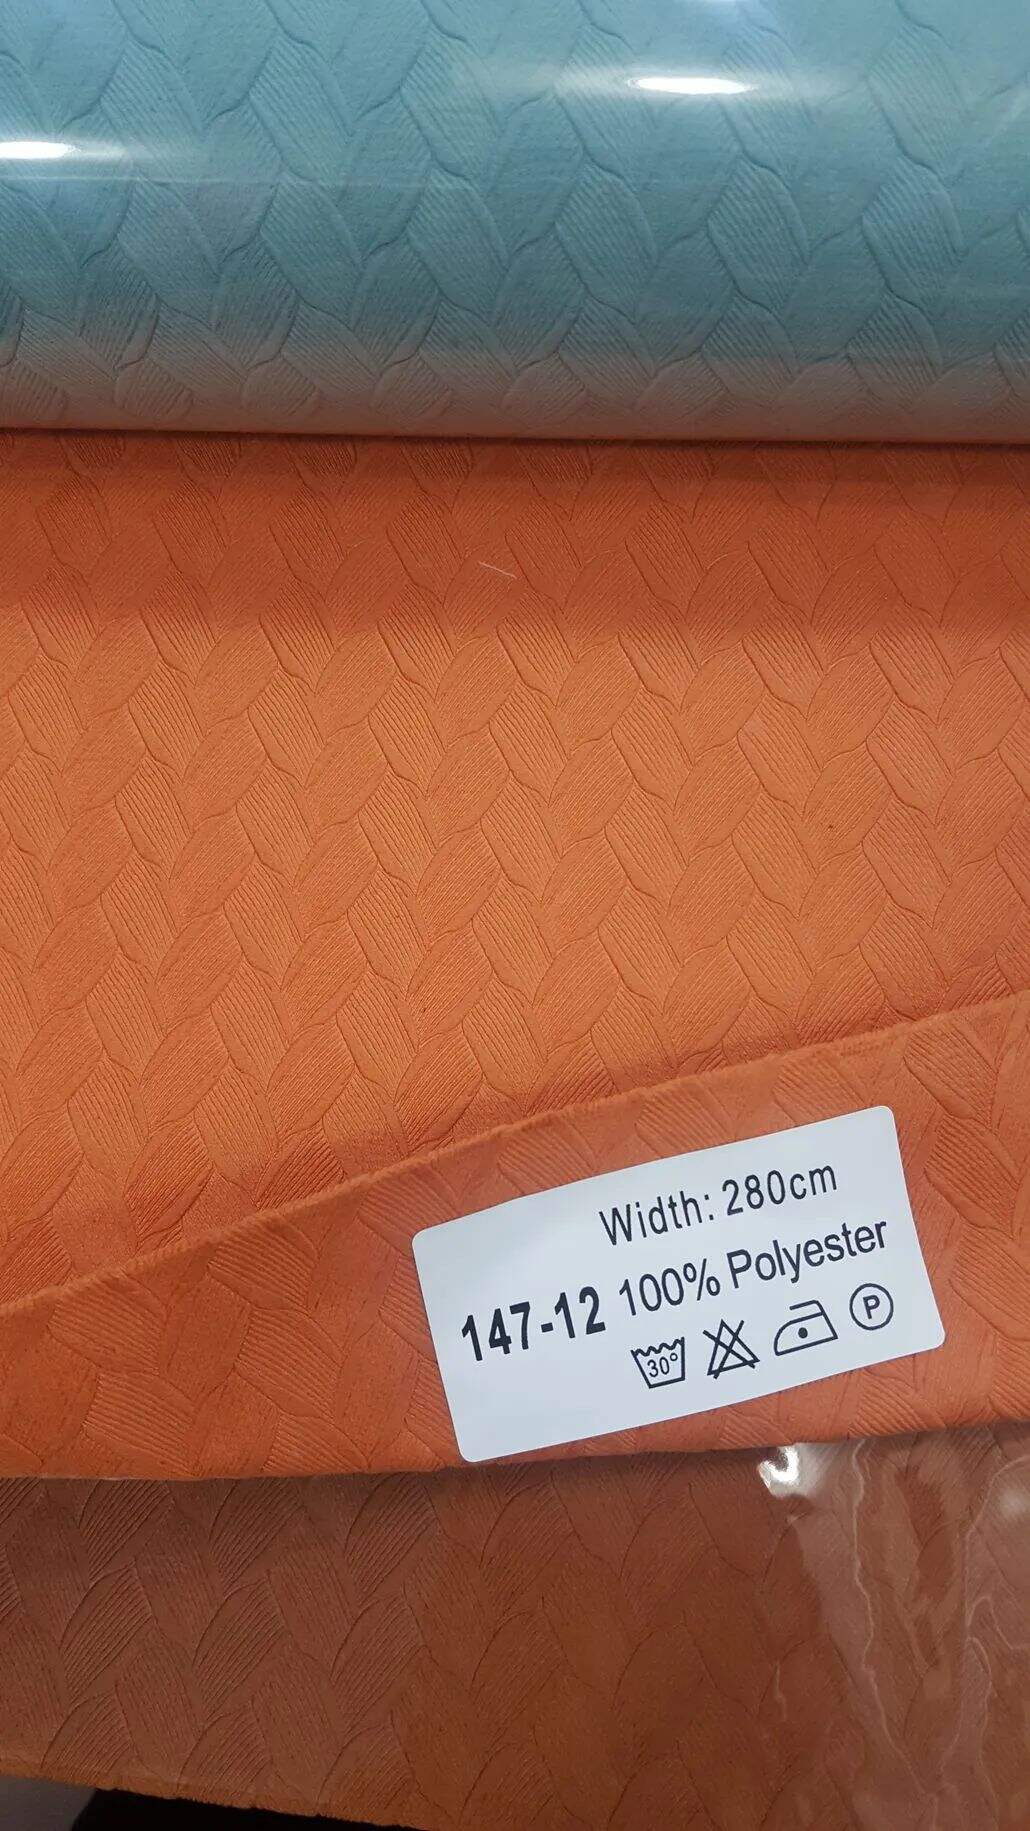 Width: 280cm
147-12 100% Polyester
30° P